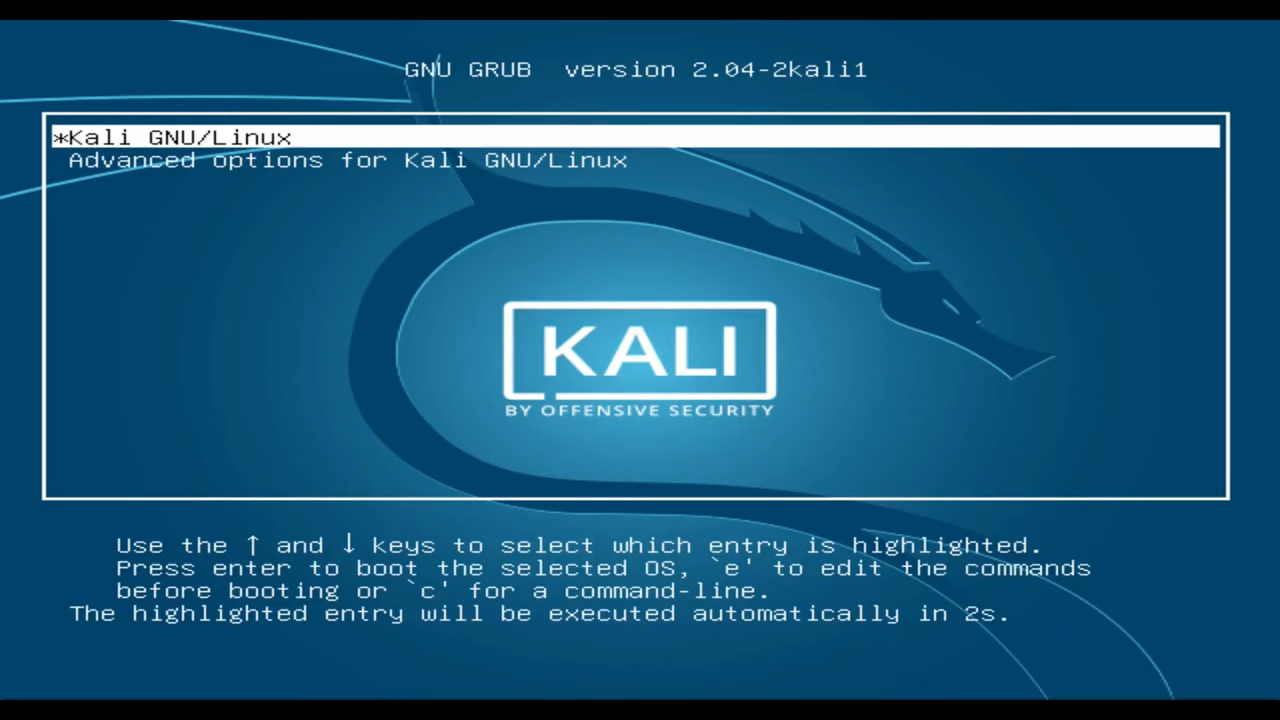 GNU GRUB  version 2.04-2kali1
*Kali GNU/Linux
Advanced options for Kali GNU/Linux
KALI
BY OFFENSIVE SECURITY
Use the ↑ and ↓ keys to select which entry is highlighted.
Press enter to boot the selected OS, `e' to edit the commands
before booting or `c' for a command-line.
The highlighted entry will be executed automatically in 2s.